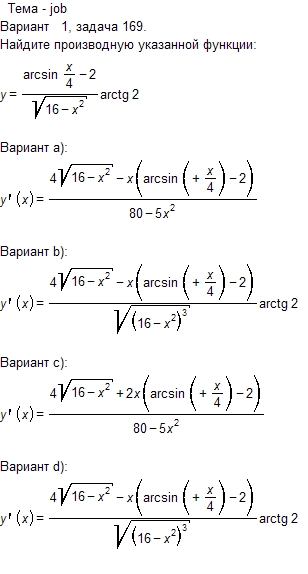 Тема - job
Вариант 1, задача 169.
Найдите производную указанной функции:
y = (arcsin x/4 − 2)/√(16 − x²) arctg 2
Вариант a):
y′(x) = (4√(16 − x²) − x(arcsin(+ x/4) − 2))/(80 − 5x²)
Вариант b):
y′(x) = (4√(16 − x²) − x(arcsin(+ x/4) − 2))/√((16 − x²)³) arctg 2
Вариант c):
y′(x) = (4√(16 − x²) + 2x(arcsin(+ x/4) − 2))/(80 − 5x²)
Вариант d):
y′(x) = (4√(16 − x²) − x(arcsin(+ x/4) − 2))/√((16 − x²)³) arctg 2